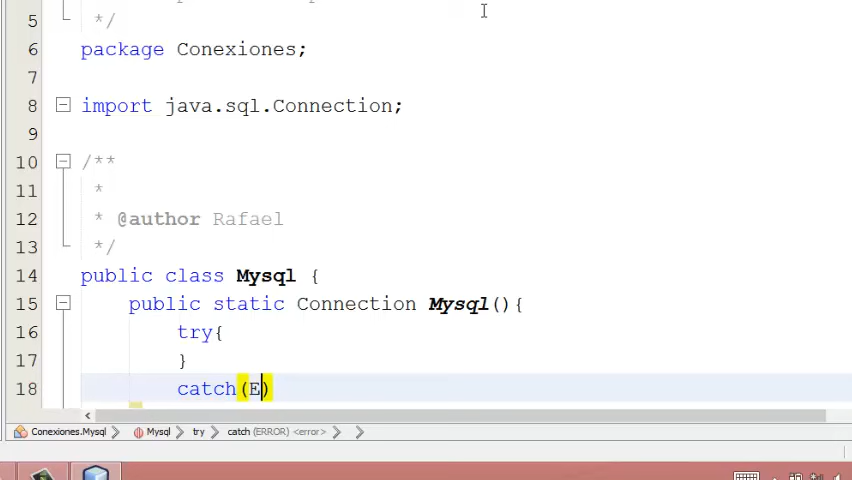 5 */
6 package Conexiones;
7
8 import java.sql.Connection;
9
10 /**
11 *
12 * @author Rafael
13 */
14 public class Mysql {
15 public static Connection Mysql(){
16 try{
17 }
18 catch(E)
Conexiones.Mysql Mysql try catch (ERROR) <error>